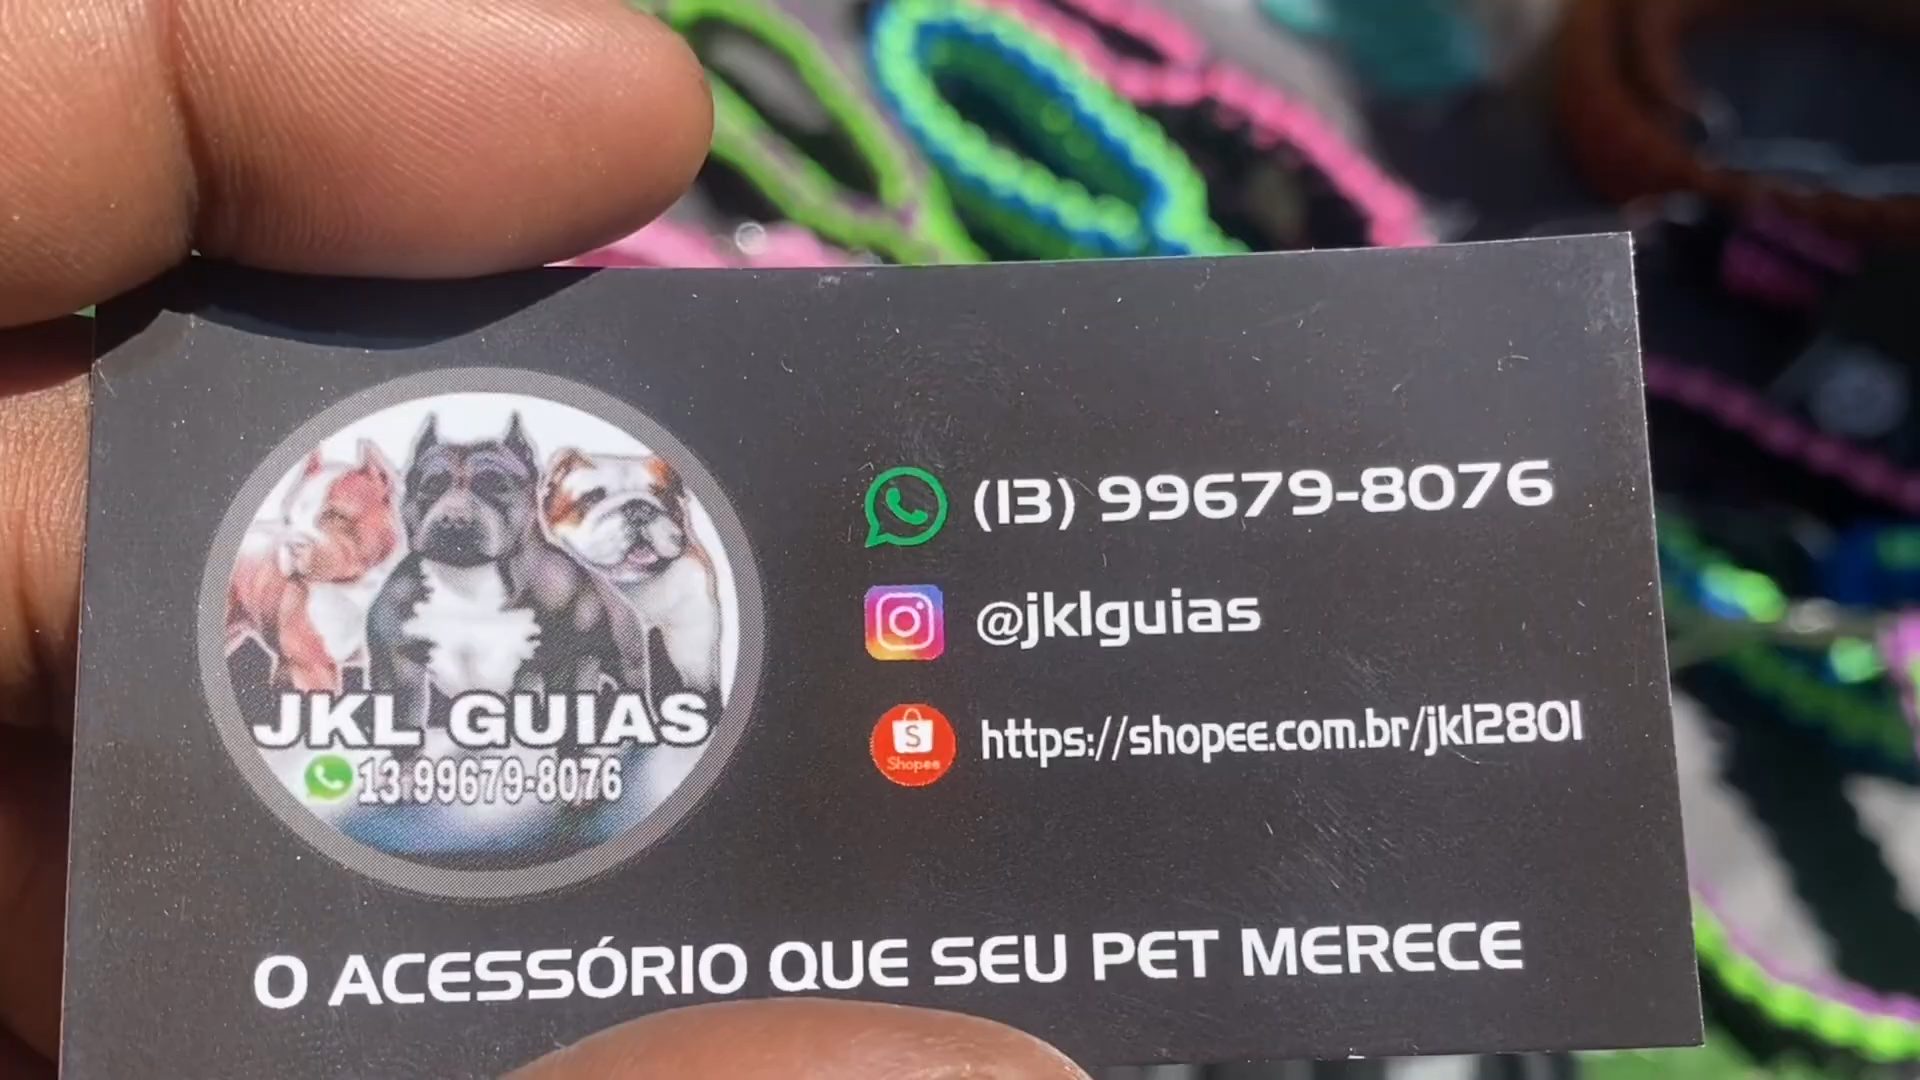 JKL GUIAS
13 99679-8076
(13) 99679-8076
@jklguias
Shopee
https://shopee.com.br/jkl2801
O ACESSÓRIO QUE SEU PET MERECE